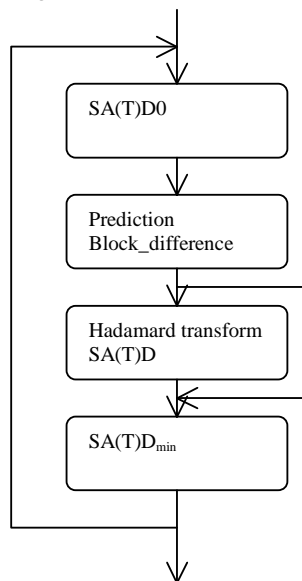 SA(T)D0
Prediction
Block_difference
Hadamard transform
SA(T)D
SA(T)Dmin